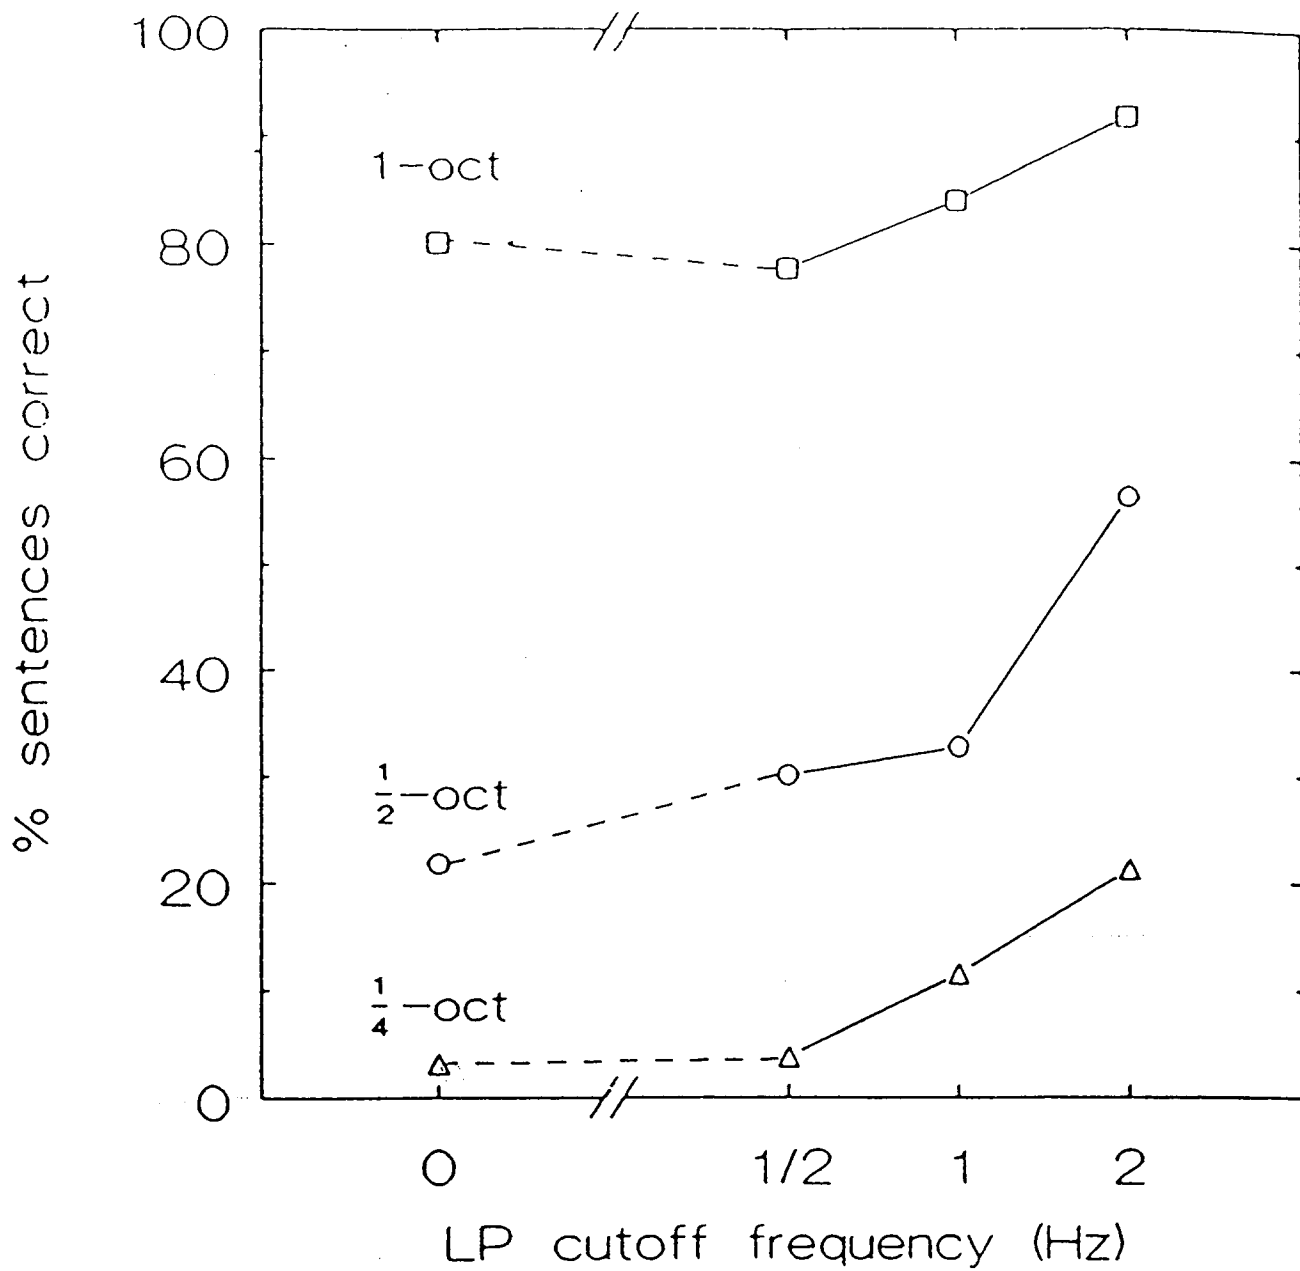 100
1-oct
80
% sentences correct
60
40
1/2-oct
20
1/4-oct
0
0 1/2 1 2
LP cutoff frequency (Hz)